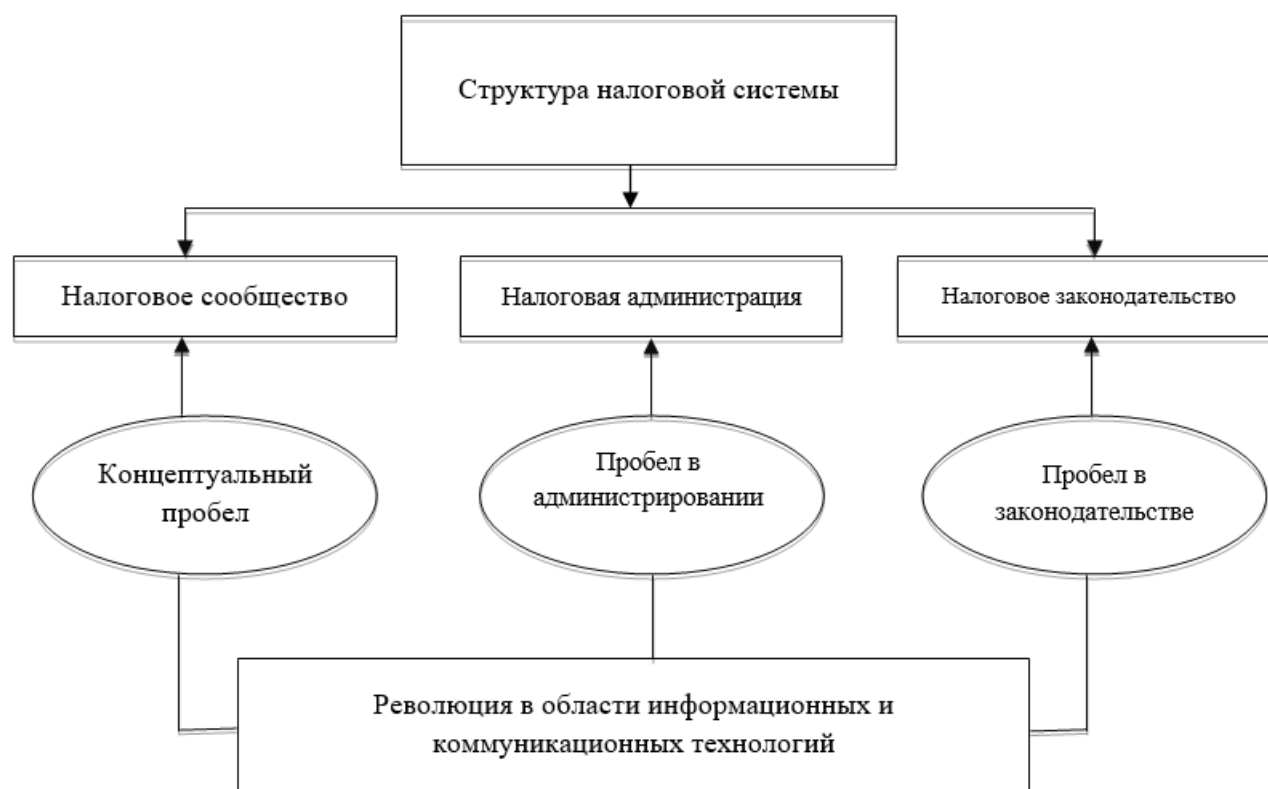 Структура налоговой системы
Налоговое сообщество
Налоговая администрация
Налоговое законодательство
Концептуальный
пробел
Пробел в
администрировании
Пробел в
законодательстве
Революция в области информационных и
коммуникационных технологий